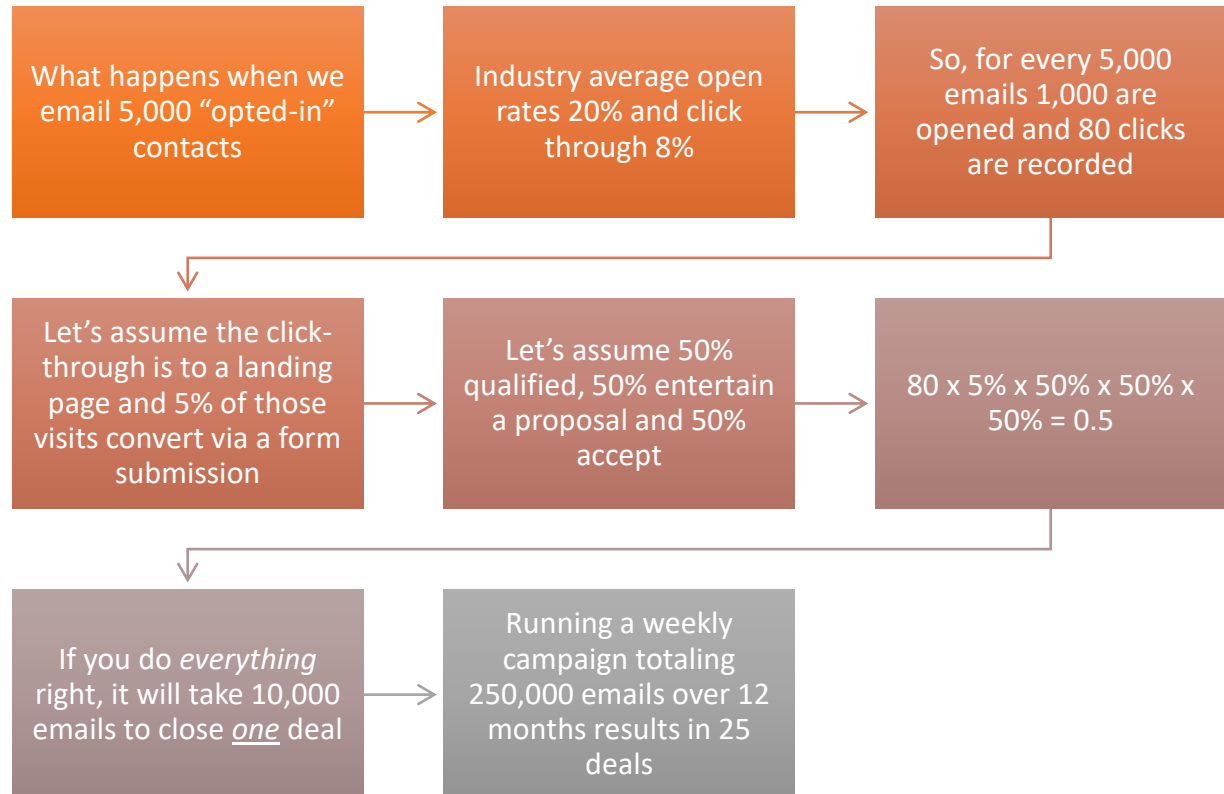 What happens when we
email 5,000 “opted-in”
contacts
Industry average open
rates 20% and click
through 8%
So, for every 5,000
emails 1,000 are
opened and 80 clicks
are recorded
Let’s assume the click-
through is to a landing
page and 5% of those
visits convert via a form
submission
Let’s assume 50%
qualified, 50% entertain
a proposal and 50%
accept
80 x 5% x 50% x 50% x
50% = 0.5
If you do everything
right, it will take 10,000
emails to close one deal
Running a weekly
campaign totaling
250,000 emails over 12
months results in 25
deals